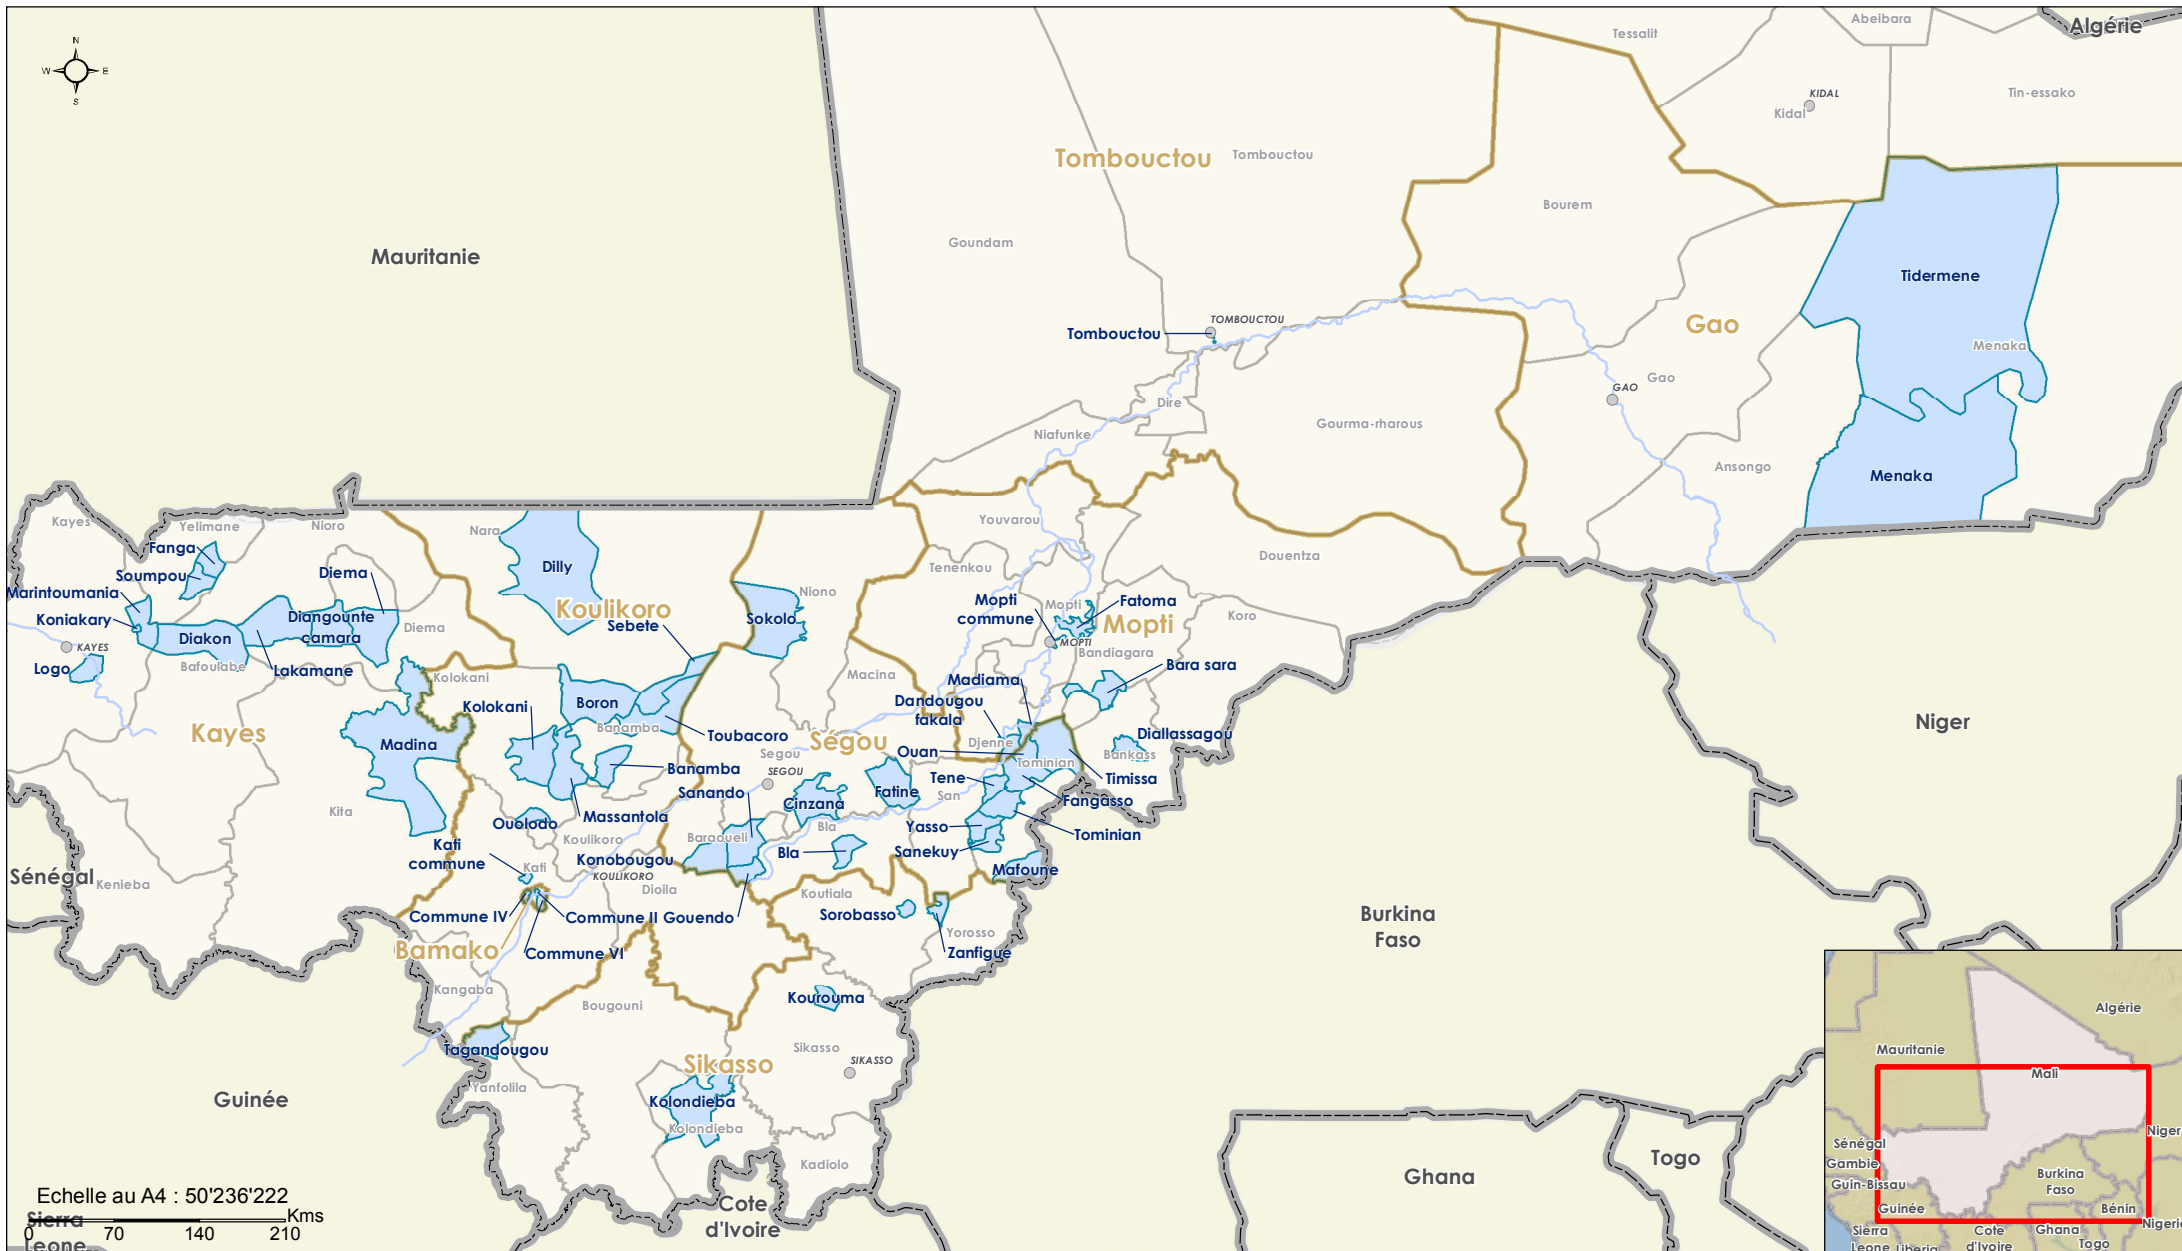 Algérie
Abeibara
Tessalit
N
W
E
S
KIDAL
Kidal
Tin-essako
Tombouctou
Tombouctou
Bourem
Goundam
Mauritanie
Tidermene
TOMBOUCTOU
Tombouctou
Gao
Menaka
Gao
GAO
Dire
Gourma-rharous
Niafunke
Ansongo
Menaka
Kayes
Yelimane
Nioro
Nara
Youvarou
Douentza
Fanga
Soumpou
Diema
Dilly
Tenenkou
Marintoumania
Koniakary
Koulikoro
Sebete
Niono
Sokolo
Mopti
commune
Mopti
Fatoma
Mopti
MOPTI
Koro
Diangounte
camara
Diakon
Diema
KAYES
Bafoulabe
Logo
Lakamane
Kolokani
Macina
Bandiagara
Bara sara
Madiama
Kolokani
Boron
Banamba
Dandougou
fakala
Toubacoro
Kayes
Madina
Ségou
Segou
SEGOU
Djenne
Ouan
Tominian
Diallassagou
Bankass
Niger
Banamba
Sanando
Tene
Timissa
Cinzana
Fatine
San
Fangasso
Kita
Ouolodo
Massantola
Koulikoro
Baraoueli
Bla
Yasso
Tominian
Kati
commune
Kati
Konobougou
KOULIKORO
Bla
Sanekuy
Mafoune
Sénégal
Kenieba
Dioila
Koutiala
Commune IV
Commune II
Gouendo
Sorobasso
Burkina
Faso
Yorosso
Bamako
Commune VI
Zanfigue
Kangaba
Bougouni
Kourouma
Tagandougou
Sikasso
Sikasso
SIKASSO
Yanfolila
Guinée
Kolondieba
Kolondieba
Kadiolo
Ghana
Togo
Cote
d'Ivoire
Echelle au A4 : 50'236'222
Kms
0
70
140
210
Sierra
Leone
Algérie
Mauritanie
Mali
Sénégal
Gambie
Guin-Bissau
Guinée
Burkina
Faso
Niger
Bénin
Nigeria
Sierra
Leone
Liberia
Cote
d'Ivoire
Ghana
Togo